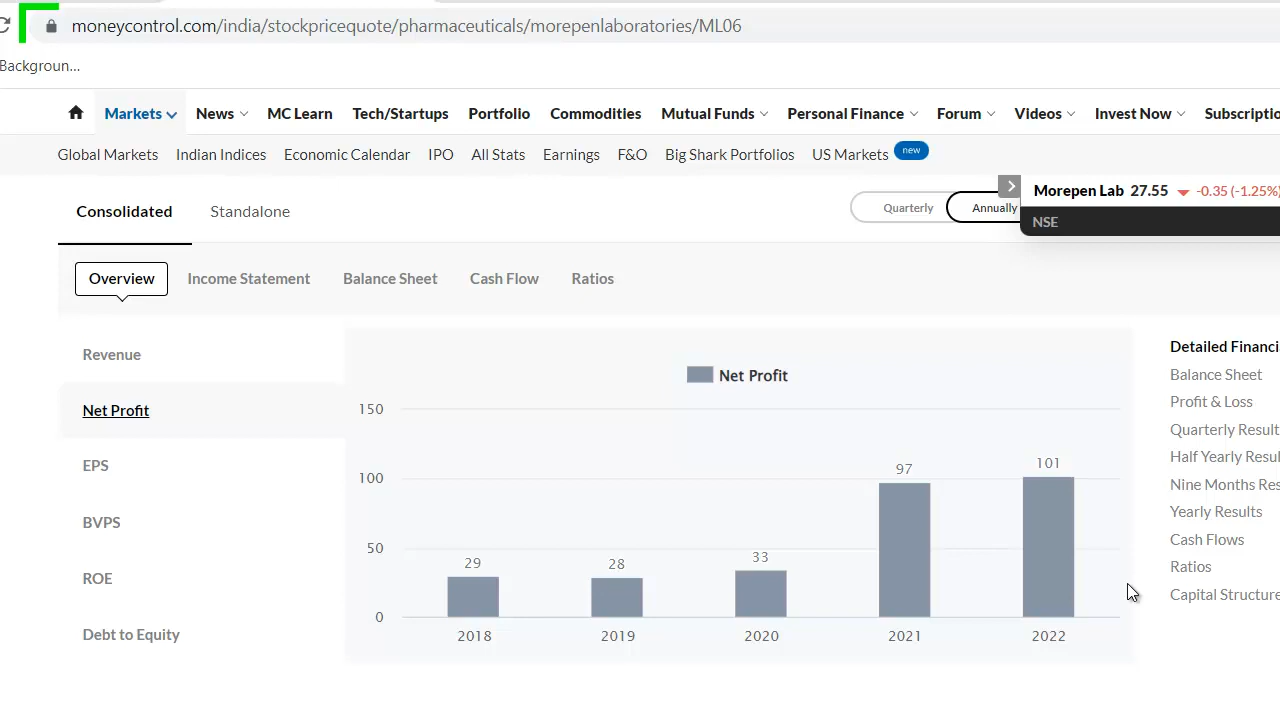 moneycontrol.com/india/stockpricequote/pharmaceuticals/morepenlaboratories/ML06
Backgroun...
Markets News MC Learn Tech/Startups Portfolio Commodities Mutual Funds Personal Finance Forum Videos Invest Now Subscriptio
Global Markets Indian Indices Economic Calendar IPO All Stats Earnings F&O Big Shark Portfolios US Markets new
Morepen Lab 27.55 -0.35 (-1.25%)
NSE
Consolidated Standalone Quarterly Annually
Overview Income Statement Balance Sheet Cash Flow Ratios
Revenue
Net Profit
EPS
BVPS
ROE
Debt to Equity
Net Profit
150
100
50
0
29 28 33 97 101
2018 2019 2020 2021 2022
Detailed Financi
Balance Sheet
Profit & Loss
Quarterly Result
Half Yearly Resul
Nine Months Res
Yearly Results
Cash Flows
Ratios
Capital Structure